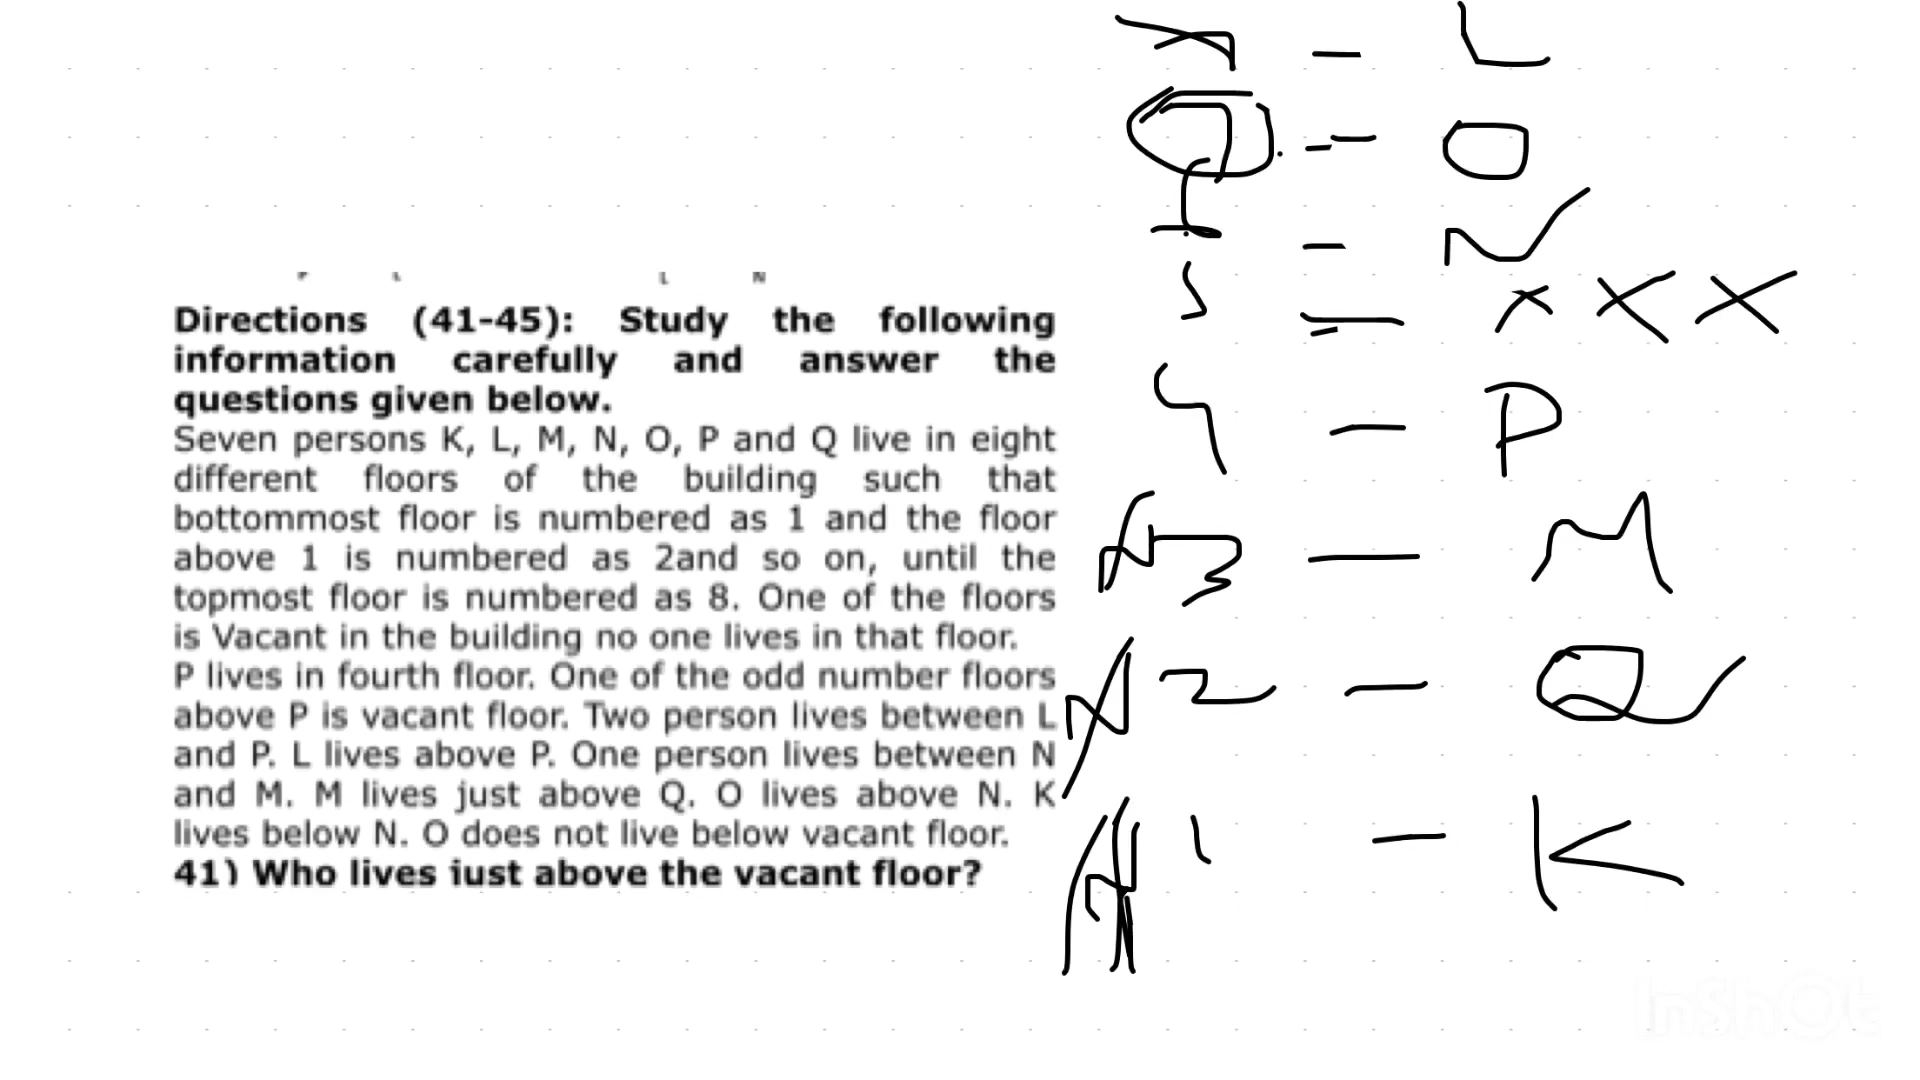 Directions (41-45): Study the following
information carefully and answer the
questions given below.
Seven persons K, L, M, N, O, P and Q live in eight
different floors of the building such that
bottommost floor is numbered as 1 and the floor
above 1 is numbered as 2and so on, until the
topmost floor is numbered as 8. One of the floors
is Vacant in the building no one lives in that floor.
P lives in fourth floor. One of the odd number floors
above P is vacant floor. Two person lives between L
and P. L lives above P. One person lives between N
and M. M lives just above Q. O lives above N. K
lives below N. O does not live below vacant floor.
41) Who lives just above the vacant floor?
- L
- O
- N
5 - X X X
4 - P
3 - M
2 - Q
1 - K
InShOt